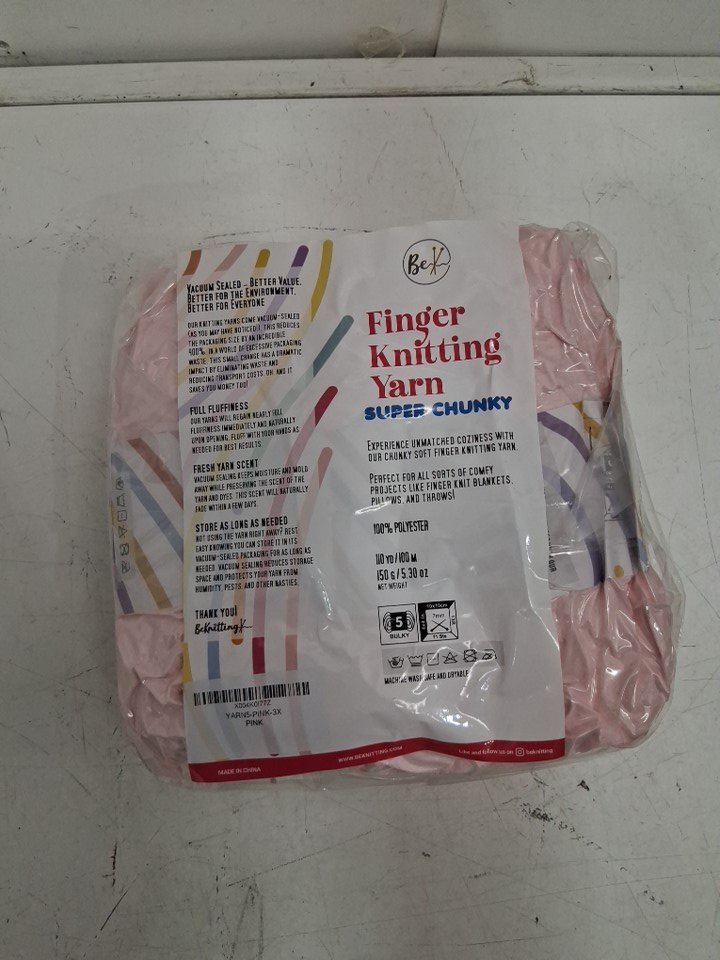 VACUUM SEALED - BETTER VALUE.
BETTER FOR THE ENVIRONMENT.
BETTER FOR EVERYONE
OUR KNITTING YARNS COME VACUUM-SEALED
(AS YOU MAY HAVE NOTICED). THIS REDUCES
THE PACKAGING SIZE BY AN INCREDIBLE
400%. IN A WORLD OF EXCESSIVE PACKAGING
WASTE, THIS SMALL CHANGE HAS A DRAMATIC
IMPACT BY ELIMINATING WASTE AND
REDUCING TRANSPORT COSTS. OH, AND IT
SAVES YOU MONEY TOO!
FULL FLUFFINESS
OUR YARNS WILL REGAIN NEARLY FULL
FLUFFINESS IMMEDIATELY AND NATURALLY
UPON OPENING. FLUFF WITH YOUR HANDS AS
NEEDED FOR BEST RESULTS.
FRESH YARN SCENT
VACUUM SEALING KEEPS MOISTURE AND MOLD
AWAY WHILE PRESERVING THE SCENT OF THE
YARN AND DYES. THIS SCENT WILL NATURALLY
FADE WITHIN A FEW DAYS.
STORE AS LONG AS NEEDED
NOT USING THE YARN RIGHT AWAY? REST
EASY KNOWING YOU CAN STORE IT IN ITS
VACUUM-SEALED PACKAGING FOR AS LONG AS
NEEDED. VACUUM SEALING REDUCES STORAGE
SPACE AND PROTECTS YOUR YARN FROM
HUMIDITY, PESTS, AND OTHER NASTIES.
THANK YOU!
BeKnitting
X004K0I77Z
YARNS-PINK-3X
PINK
MADE IN CHINA
BeK
Finger
Knitting
Yarn
SUPER CHUNKY
EXPERIENCE UNMATCHED COZINESS WITH
OUR CHUNKY SOFT FINGER KNITTING YARN.
PERFECT FOR ALL SORTS OF COMFY
PROJECTS LIKE FINGER KNIT BLANKETS,
PILLOWS, AND THROWS!
100% POLYESTER
110 YD / 100 M
150 G / 5.30 OZ
NET WEIGHT
5
BULKY
10x10cm
7mm
11 Sts
MACHINE WASH SAFE AND DRYABLE
WWW.BEKNITTING.COM
Like and follow us on beknitting